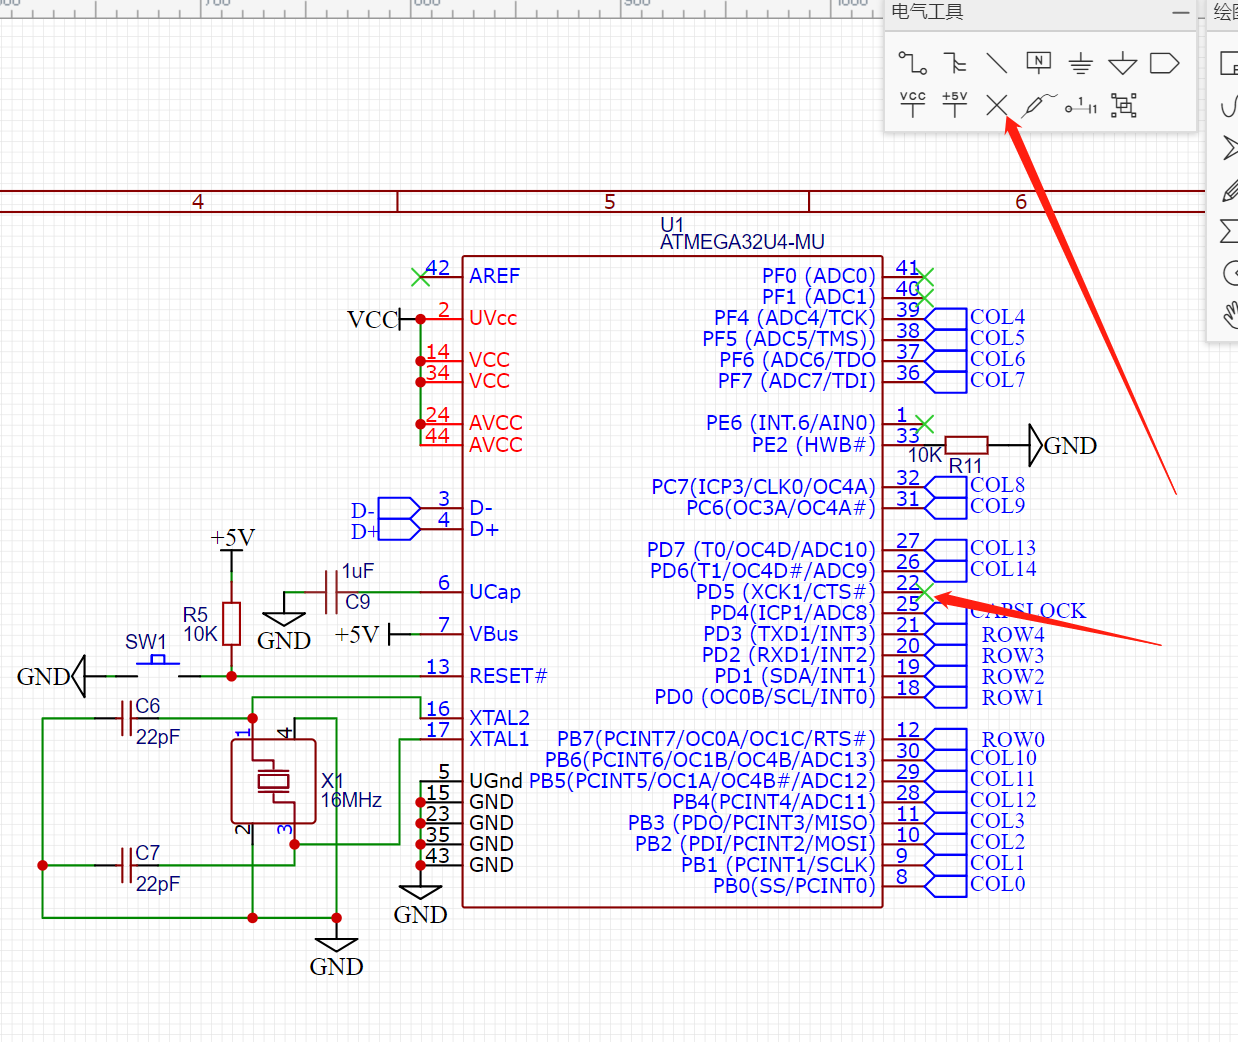 700
800
900
1000
电气工具
N
VCC
+5V
1
1
4
5
6
U1
ATMEGA32U4-MU
42 AREF
PF0 (ADC0) 41
PF1 (ADC1) 40
VCC 2 UVcc
PF4 (ADC4/TCK) 39 COL4
PF5 (ADC5/TMS)) 38 COL5
14 VCC
PF6 (ADC6/TDO 37 COL6
34 VCC
PF7 (ADC7/TDI) 36 COL7
24 AVCC
PE6 (INT.6/AIN0) 1
44 AVCC
PE2 (HWB#) 33 10K R11 GND
PC7(ICP3/CLK0/OC4A) 32 COL8
D- 3 D-
PC6(OC3A/OC4A#) 31 COL9
D+ 4 D+
+5V
PD7 (T0/OC4D/ADC10) 27 COL13
PD6(T1/OC4D#/ADC9) 26 COL14
1uF
C9
GND
6 UCap
PD5 (XCK1/CTS#) 22
PD4(ICP1/ADC8) 25 CAPSLOCK
R5
10K
+5V 7 VBus
PD3 (TXD1/INT3) 21 ROW4
SW1
PD2 (RXD1/INT2) 20 ROW3
GND
13 RESET#
PD1 (SDA/INT1) 19 ROW2
PD0 (OC0B/SCL/INT0) 18 ROW1
C6
22pF
16 XTAL2
17 XTAL1
PB7(PCINT7/OC0A/OC1C/RTS#) 12 ROW0
1
4
PB6(PCINT6/OC1B/OC4B/ADC13) 30 COL10
X1
16MHz
5 UGnd
PB5(PCINT5/OC1A/OC4B#/ADC12) 29 COL11
15 GND
PB4(PCINT4/ADC11) 28 COL12
2
3
23 GND
PB3 (PDO/PCINT3/MISO) 11 COL3
35 GND
PB2 (PDI/PCINT2/MOSI) 10 COL2
C7
22pF
43 GND
PB1 (PCINT1/SCLK) 9 COL1
PB0(SS/PCINT0) 8 COL0
GND
GND